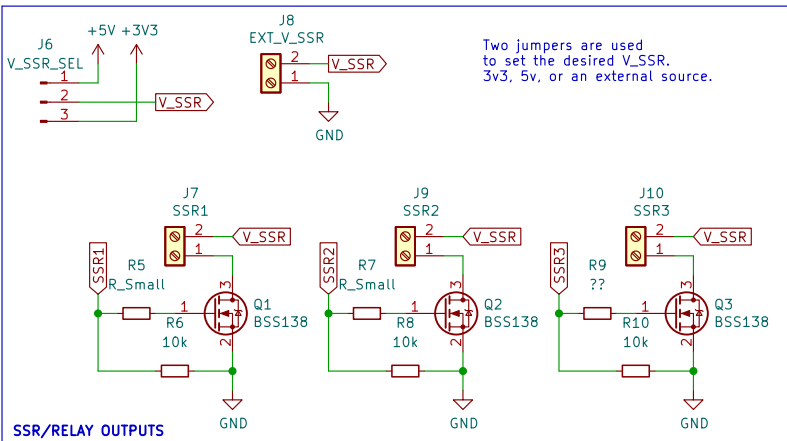 J6
V_SSR_SEL
+5V
+3V3
1
2
3
V_SSR
J8
EXT_V_SSR
2
1
V_SSR
GND
Two jumpers are used
to set the desired V_SSR.
3v3, 5v, or an external source.
J7
SSR1
2
1
V_SSR
SSR1
R5
R_Small
1
R6
10k
3
2
Q1
BSS138
GND
J9
SSR2
2
1
V_SSR
SSR2
R7
R_Small
1
R8
10k
3
2
Q2
BSS138
GND
J10
SSR3
2
1
V_SSR
SSR3
R9
??
1
R10
10k
3
2
Q3
BSS138
GND
SSR/RELAY OUTPUTS